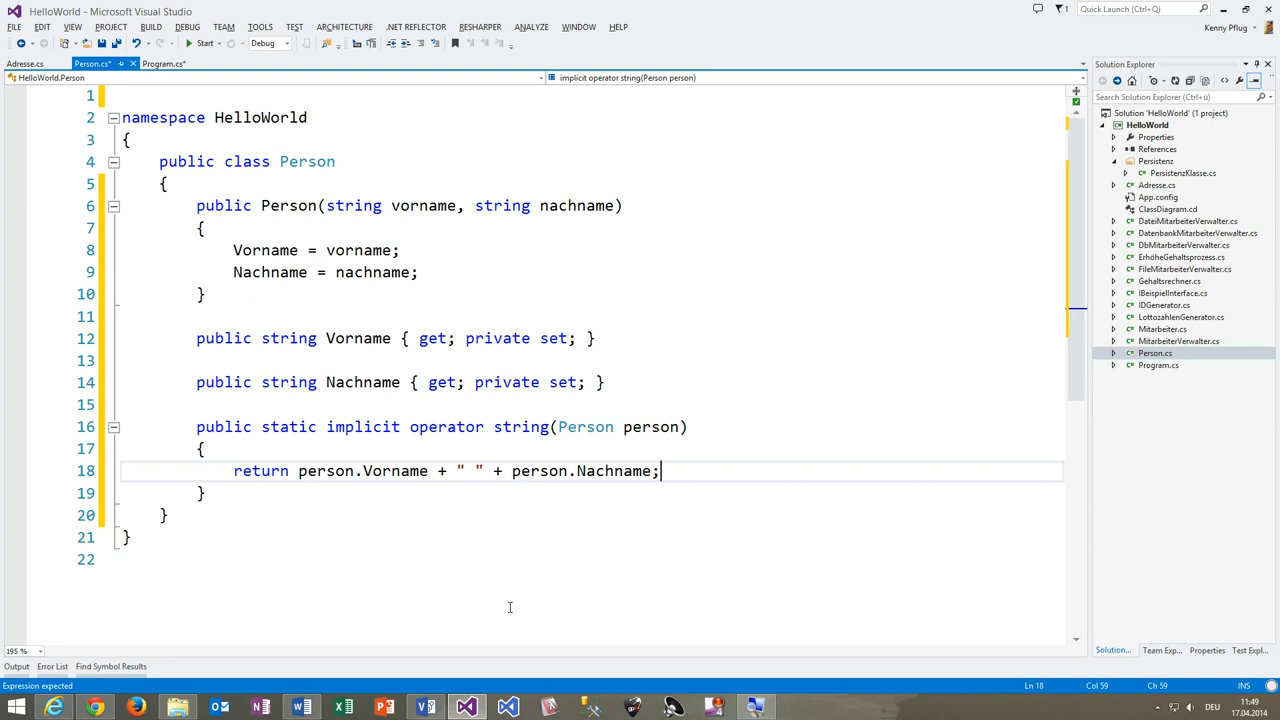 HelloWorld - Microsoft Visual Studio
Quick Launch (Ctrl+Q)
FILE EDIT VIEW PROJECT BUILD DEBUG TEAM TOOLS TEST ARCHITECTURE .NET REFLECTOR RESHARPER ANALYZE WINDOW HELP
Kenny Pflug
Start
Debug
Adresse.cs
Person.cs*
Program.cs*
HelloWorld.Person
implicit operator string(Person person)
1
2 namespace HelloWorld
3 {
4 public class Person
5 {
6 public Person(string vorname, string nachname)
7 {
8 Vorname = vorname;
9 Nachname = nachname;
10 }
11
12 public string Vorname { get; private set; }
13
14 public string Nachname { get; private set; }
15
16 public static implicit operator string(Person person)
17 {
18 return person.Vorname + " " + person.Nachname;
19 }
20 }
21 }
22
195 %
Solution Explorer
Search Solution Explorer (Ctrl+ü)
Solution 'HelloWorld' (1 project)
HelloWorld
Properties
References
Persistenz
PersistenzKlasse.cs
Adresse.cs
App.config
ClassDiagram.cd
DateiMitarbeiterVerwalter.cs
DatenbankMitarbeiterVerwalter.cs
DbMitarbeiterVerwalter.cs
ErhöheGehaltsprozess.cs
FileMitarbeiterVerwalter.cs
Gehaltsrechner.cs
IBeispielInterface.cs
IDGenerator.cs
LottozahlenGenerator.cs
Mitarbeiter.cs
MitarbeiterVerwalter.cs
Person.cs
Program.cs
Solution... Team Exp... Properties Test Expl...
Output Error List Find Symbol Results
Expression expected
Ln 18 Col 59 Ch 59 INS
DEU
11:49
17.04.2014